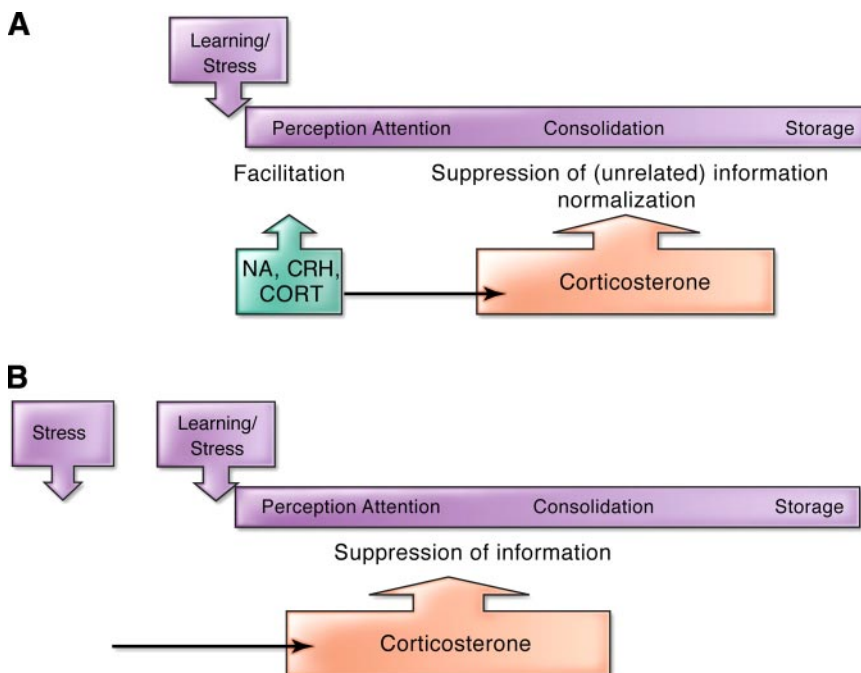 A
Learning/
Stress
Perception Attention Consolidation Storage
Facilitation
Suppression of (unrelated) information
normalization
NA, CRH,
CORT
Corticosterone
B
Stress
Learning/
Stress
Perception Attention Consolidation Storage
Suppression of information
Corticosterone